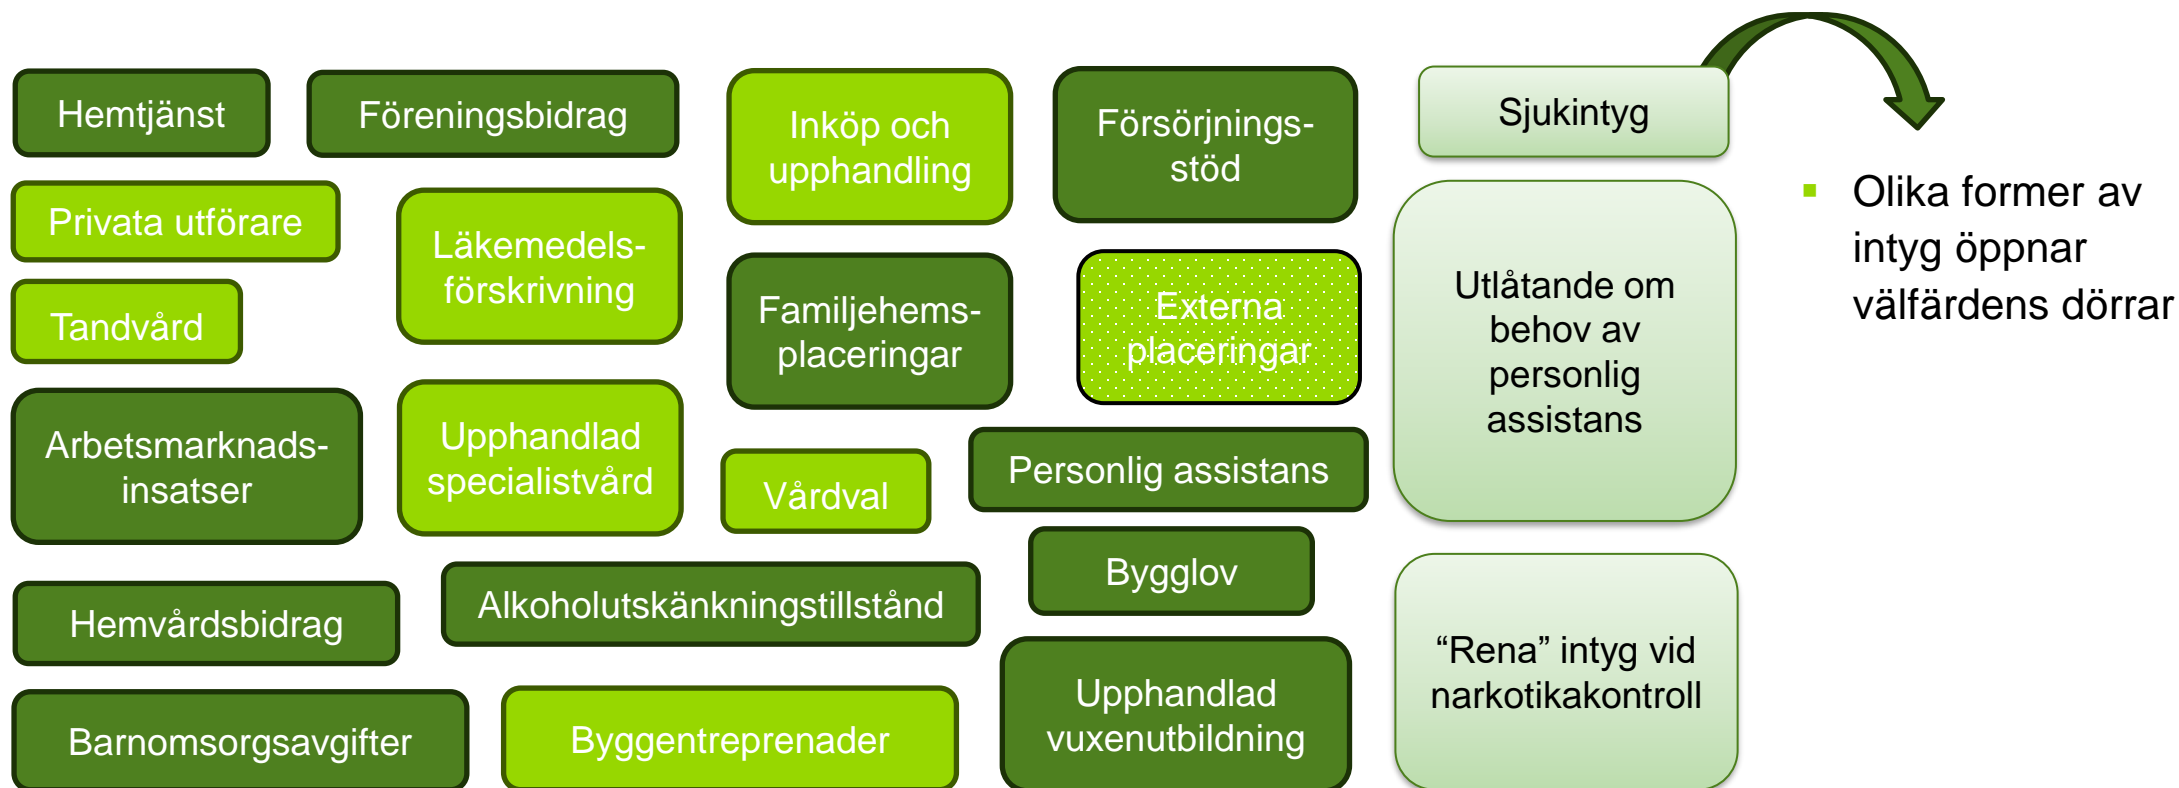 Hemtjänst
Föreningsbidrag
Inköp och
upphandling
Försörjnings-
stöd
Sjukintyg
Privata utförare
Läkemedels-
förskrivning
Tandvård
Familjehems-
placeringar
Externa
placeringar
Utlåtande om
behov av
personlig
assistans
▪ Olika former av
intyg öppnar
välfärdens dörrar
Arbetsmarknads-
insatser
Upphandlad
specialistvård
Vårdval
Personlig assistans
Bygglov
Hemvårdsbidrag
Alkoholutskänkningstillstånd
“Rena” intyg vid
narkotikakontroll
Barnomsorgsavgifter
Byggentreprenader
Upphandlad
vuxenutbildning